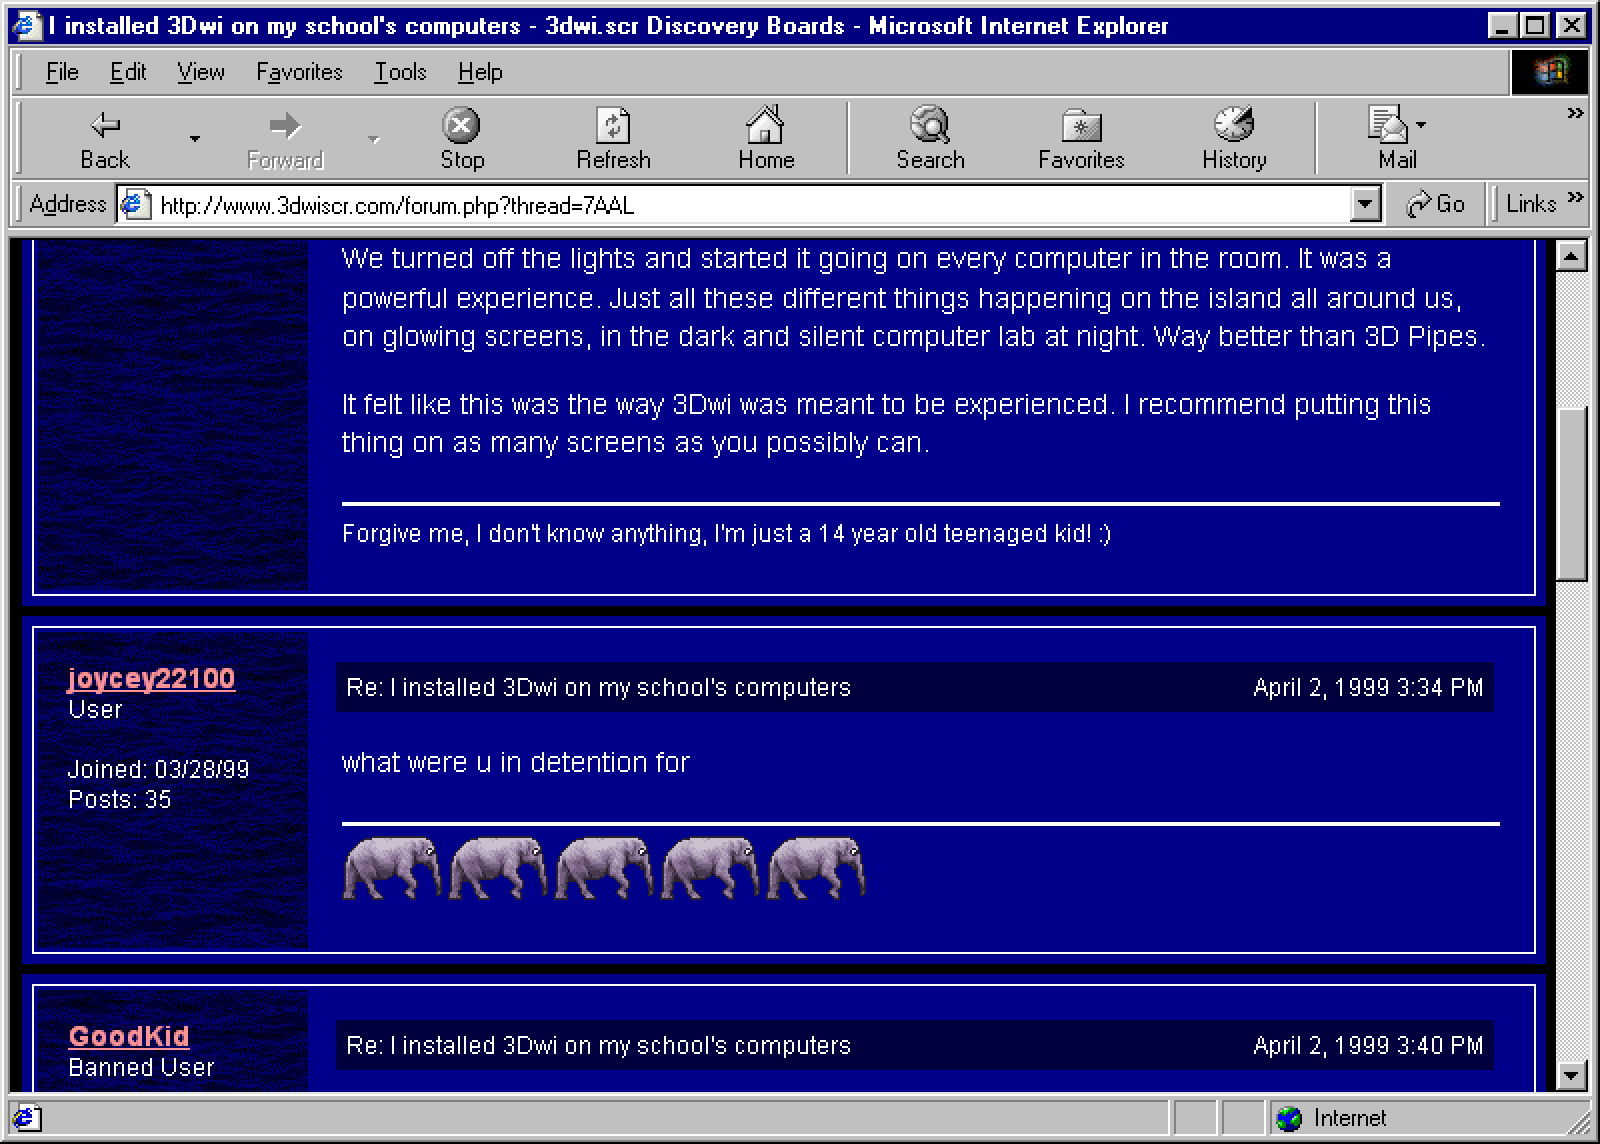 I installed 3Dwi on my school's computers - 3dwi.scr Discovery Boards - Microsoft Internet Explorer
File Edit View Favorites Tools Help
Back Forward Stop Refresh Home Search Favorites History Mail
Address http://www.3dwiscr.com/forum.php?thread=7AAL Go Links
We turned off the lights and started it going on every computer in the room. It was a
powerful experience. Just all these different things happening on the island all around us,
on glowing screens, in the dark and silent computer lab at night. Way better than 3D Pipes.
It felt like this was the way 3Dwi was meant to be experienced. I recommend putting this
thing on as many screens as you possibly can.
Forgive me, I don't know anything, I'm just a 14 year old teenaged kid! :)
joycey22100
User
Joined: 03/28/99
Posts: 35
Re: I installed 3Dwi on my school's computers April 2, 1999 3:34 PM
what were u in detention for
GoodKid
Banned User
Re: I installed 3Dwi on my school's computers April 2, 1999 3:40 PM
Internet